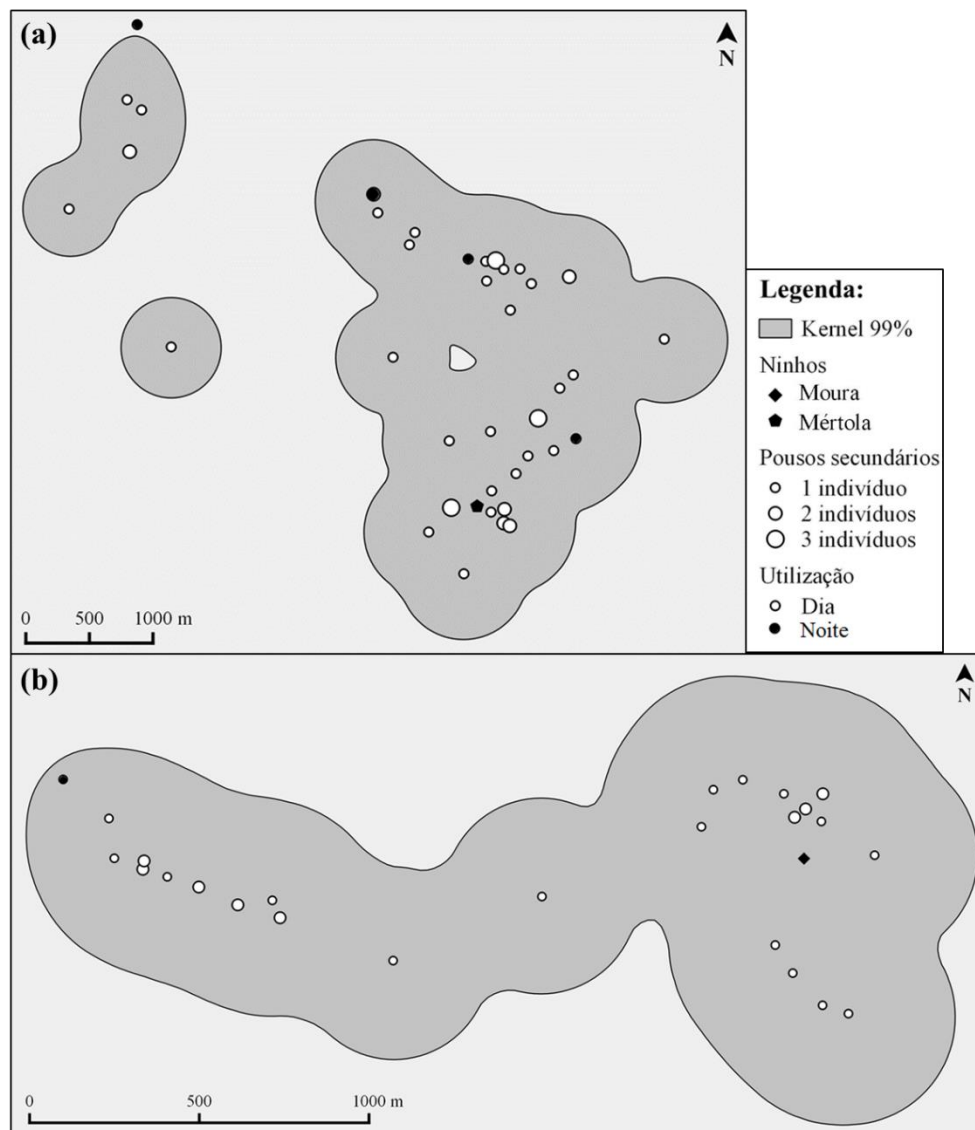 (a)
N
0 500 1000 m
Legenda:
Kernel 99%
Ninhos
Moura
Mértola
Pousos secundários
1 indivíduo
2 indivíduos
3 indivíduos
Utilização
Dia
Noite
(b)
N
0 500 1000 m